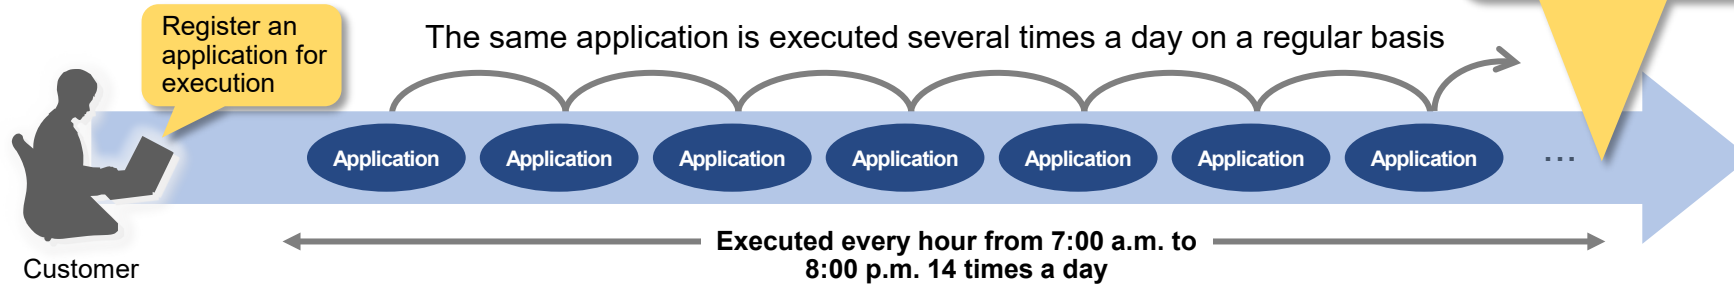 Register an
application for
execution
The same application is executed several times a day on a regular basis
Application
Application
Application
Application
Application
Application
Application
...
Executed every hour from 7:00 a.m. to
8:00 p.m. 14 times a day
Customer